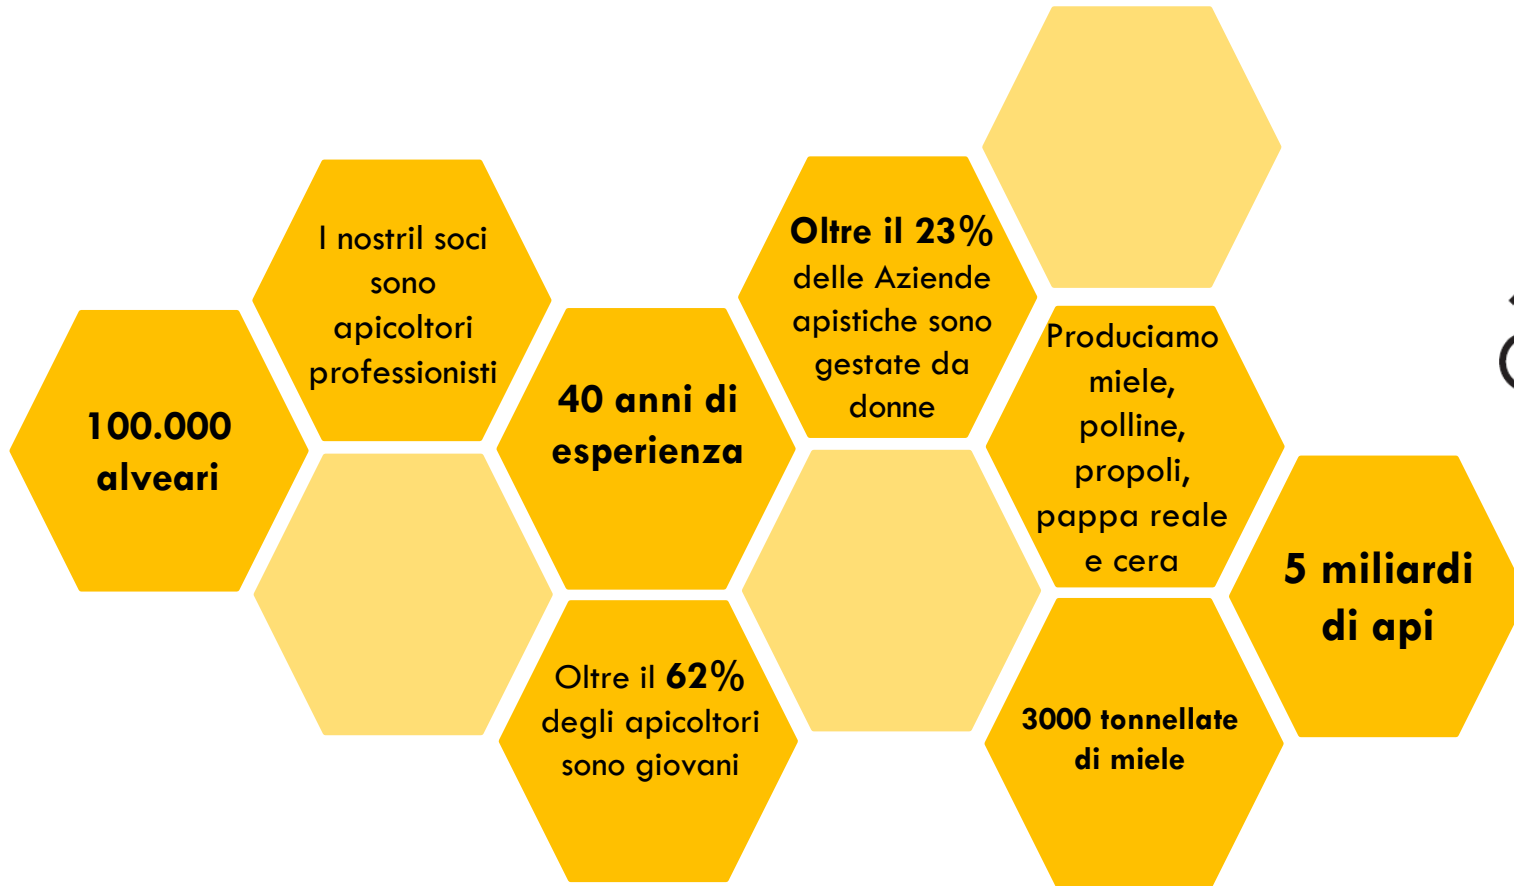 100.000
alveari
I nostril soci
sono
apicoltori
professionisti
40 anni di
esperienza
Oltre il 62%
degli apicoltori
sono giovani
Oltre il 23%
delle Aziende
apistiche sono
gestate da
donne
Produciamo
miele,
polline,
propoli,
pappa reale
e cera
3000 tonnellate
di miele
5 miliardi
di api